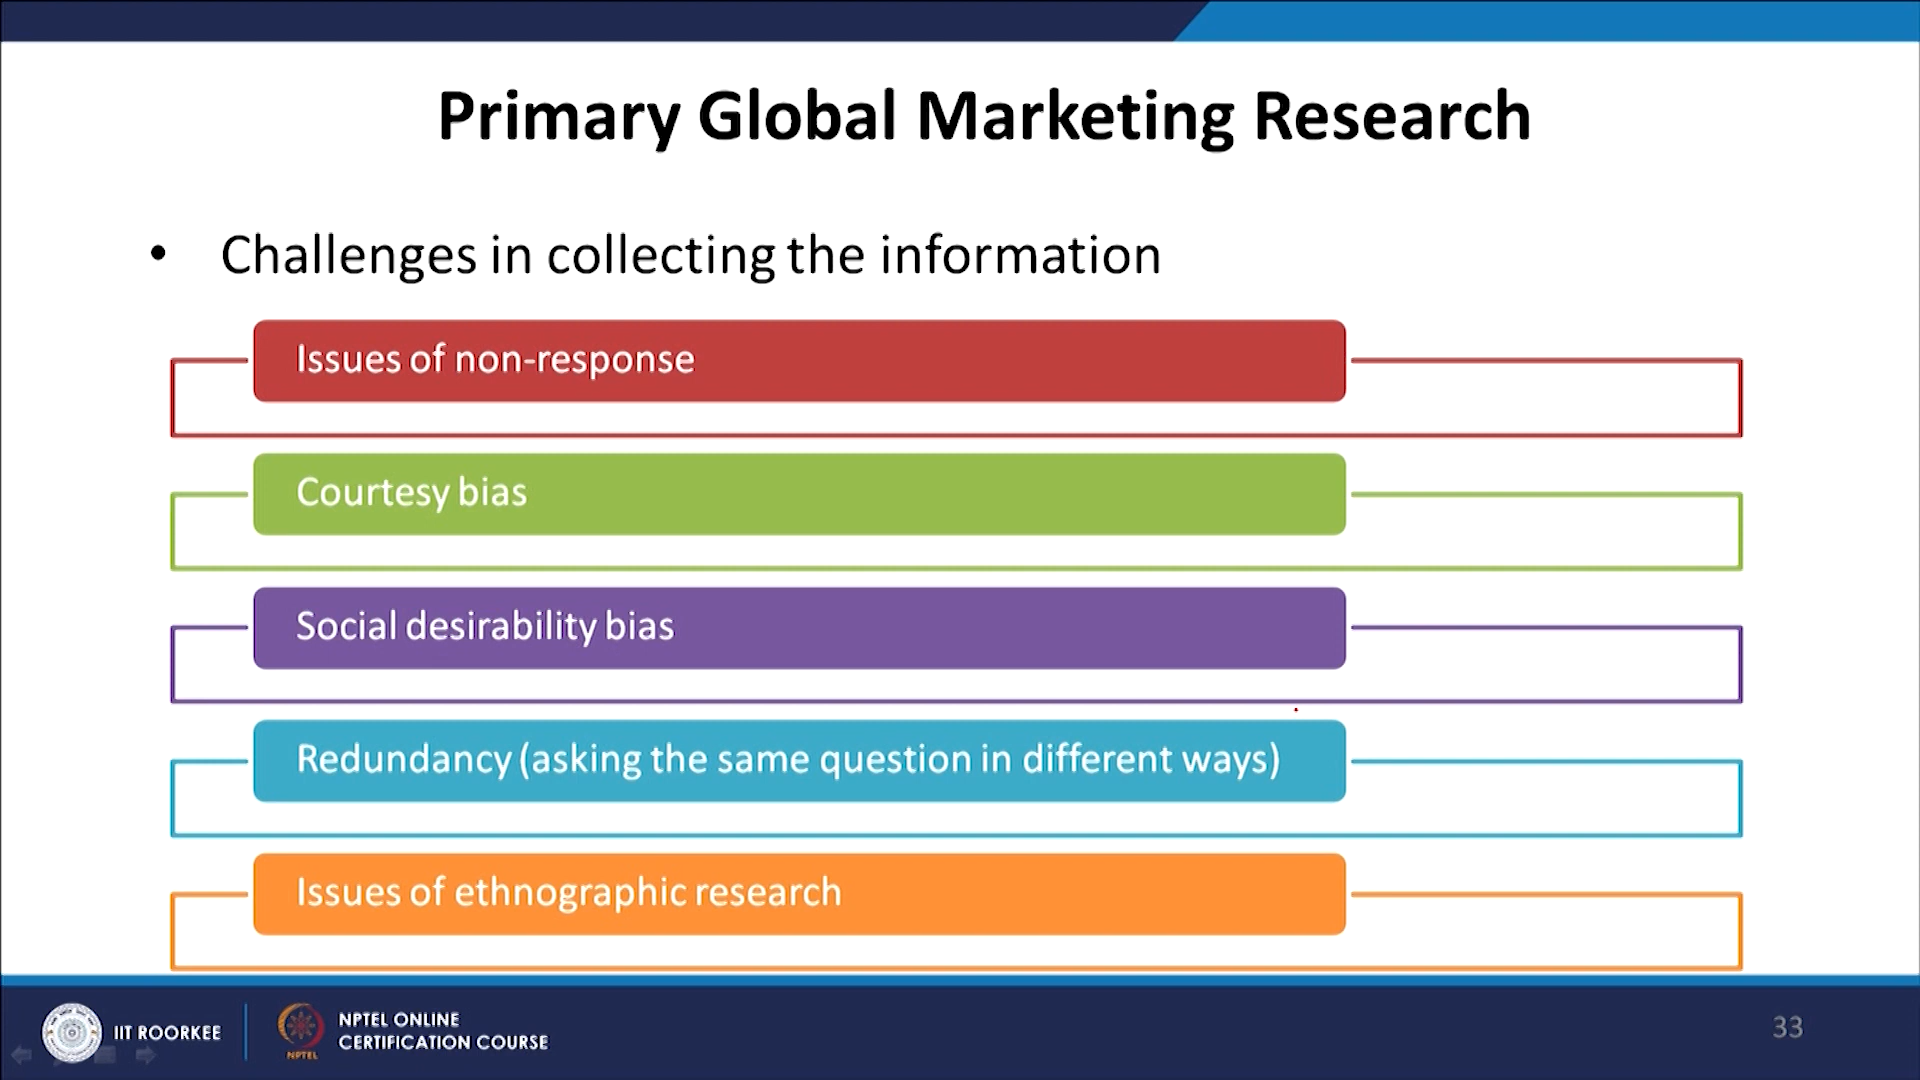 Primary Global Marketing Research
• Challenges in collecting the information
Issues of non-response
Courtesy bias
Social desirability bias
Redundancy (asking the same question in different ways)
Issues of ethnographic research
IIT ROORKEE
NPTEL
NPTEL ONLINE
CERTIFICATION COURSE
33